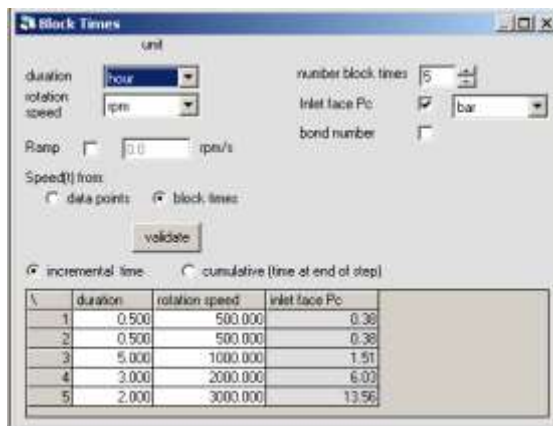 Block Times
unit
duration hour number block times 5
rotation speed rpm Inlet face Pc bar
bond number
Ramp 0.0 rpm/s
Speed(t) from:
data points block times
validate
incremental time cumulative (time at end of step)
\ duration rotation speed inlet face Pc
1 0.500 500.000 0.38
2 0.500 500.000 0.38
3 5.000 1000.000 1.51
4 3.000 2000.000 6.03
5 2.000 3000.000 13.56